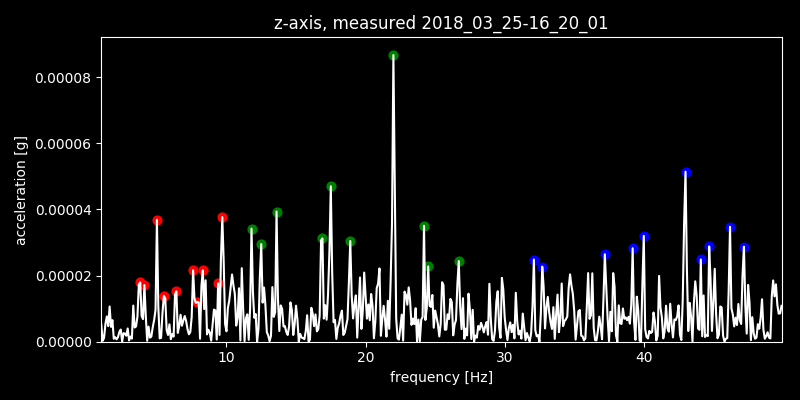 z-axis, measured 2018_03_25-16_20_01
0.00008
0.00006
0.00004
0.00002
0.00000
acceleration [g]
10 20 30 40
frequency [Hz]